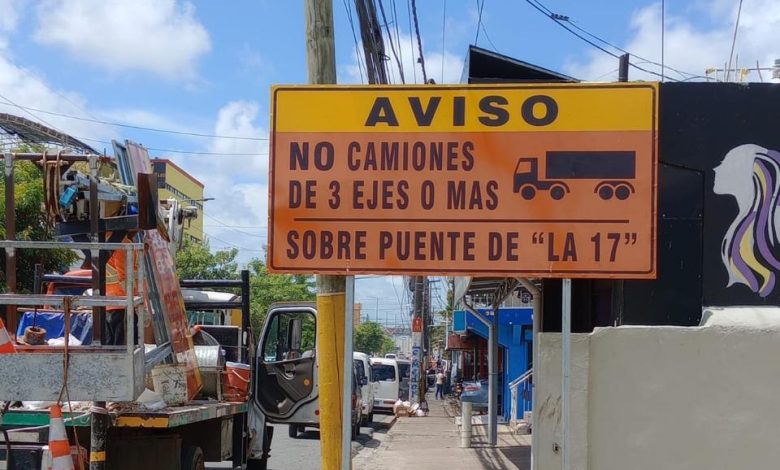 AVISO
NO CAMIONES
DE 3 EJES O MAS
SOBRE PUENTE DE “LA 17”